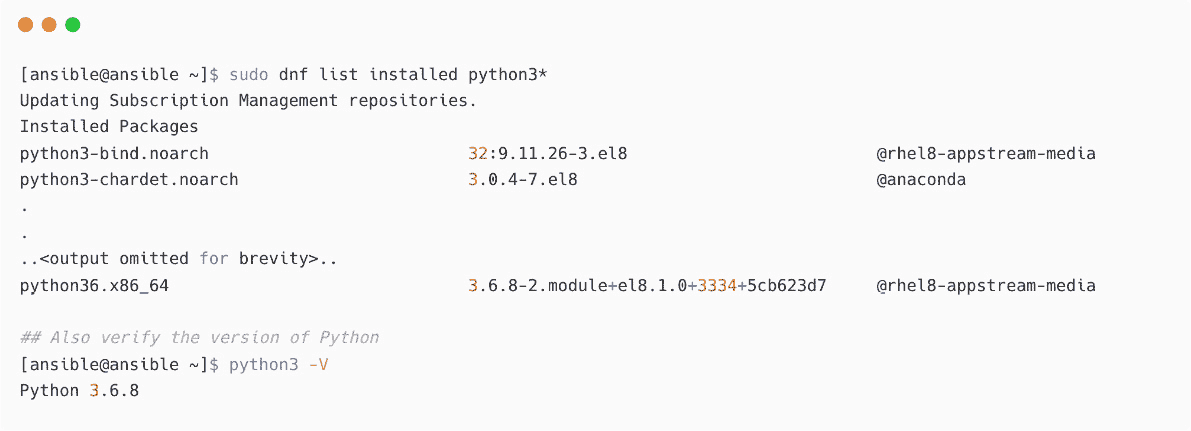 [ansible@ansible ~]$ sudo dnf list installed python3*
Updating Subscription Management repositories.
Installed Packages
python3-bind.noarch 32:9.11.26-3.el8 @rhel8-appstream-media
python3-chardet.noarch 3.0.4-7.el8 @anaconda
.
.
..<output omitted for brevity>..
python36.x86_64 3.6.8-2.module+el8.1.0+3334+5cb623d7 @rhel8-appstream-media
## Also verify the version of Python
[ansible@ansible ~]$ python3 -V
Python 3.6.8